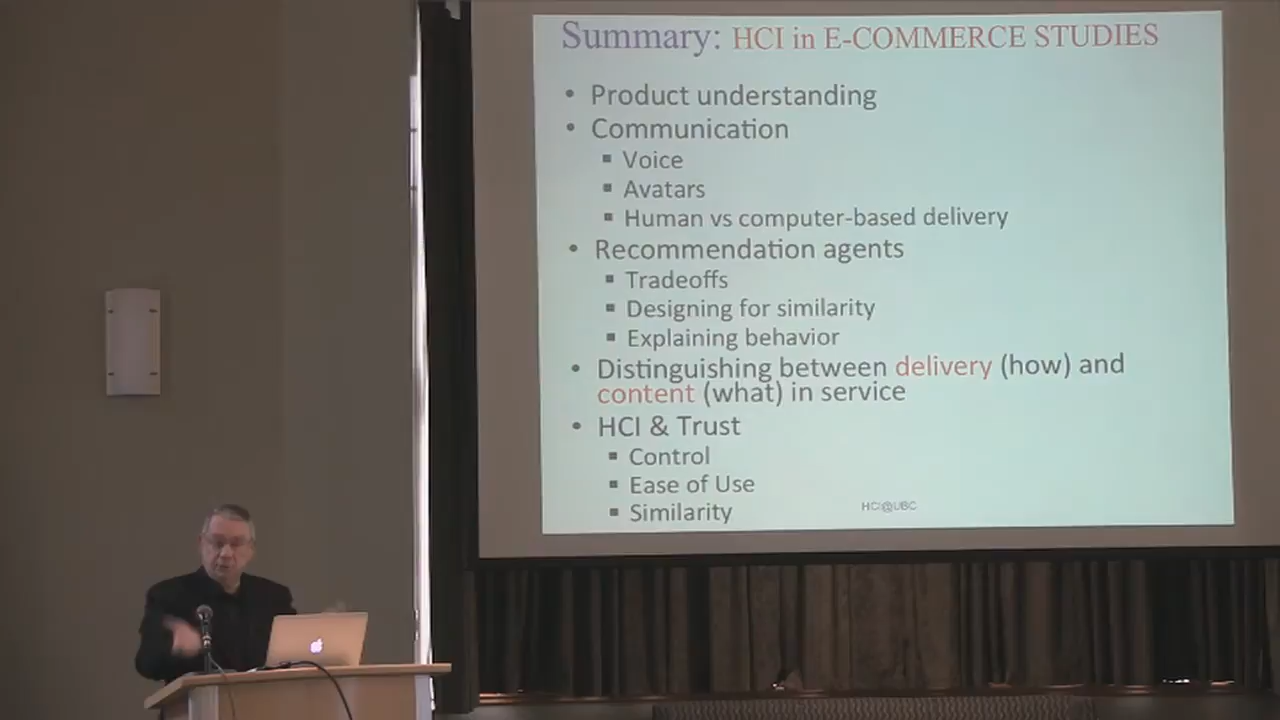 Summary: HCI in E-COMMERCE STUDIES
• Product understanding
• Communication
▪ Voice
▪ Avatars
▪ Human vs computer-based delivery
• Recommendation agents
▪ Tradeoffs
▪ Designing for similarity
▪ Explaining behavior
• Distinguishing between delivery (how) and
content (what) in service
• HCI & Trust
▪ Control
▪ Ease of Use
▪ Similarity
HCI@UBC